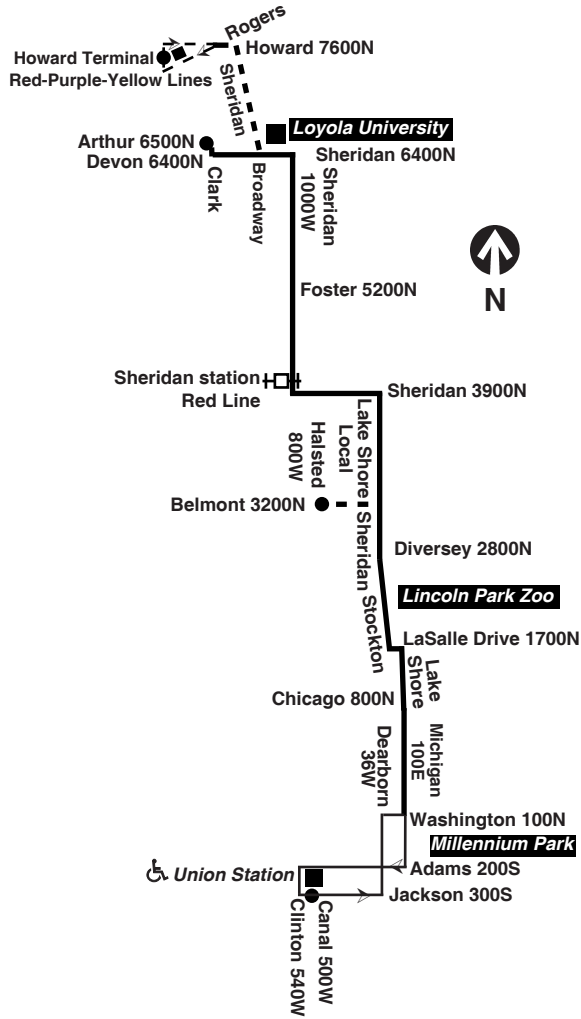 Rogers
Howard 7600N
Howard Terminal
Red-Purple-Yellow Lines
Sheridan
Loyola University
Arthur 6500N
Devon 6400N
Sheridan 6400N
Clark
Broadway
Sheridan
1000W
N
Foster 5200N
Sheridan station
Red Line
Sheridan 3900N
Lake Shore
Local
Halsted
800W
Belmont 3200N
Sheridan
Diversey 2800N
Lincoln Park Zoo
Stockton
LaSalle Drive 1700N
Lake
Shore
Chicago 800N
Michigan
100E
Dearborn
36W
Washington 100N
Millennium Park
Adams 200S
Union Station
Jackson 300S
Canal 500W
Clinton 540W